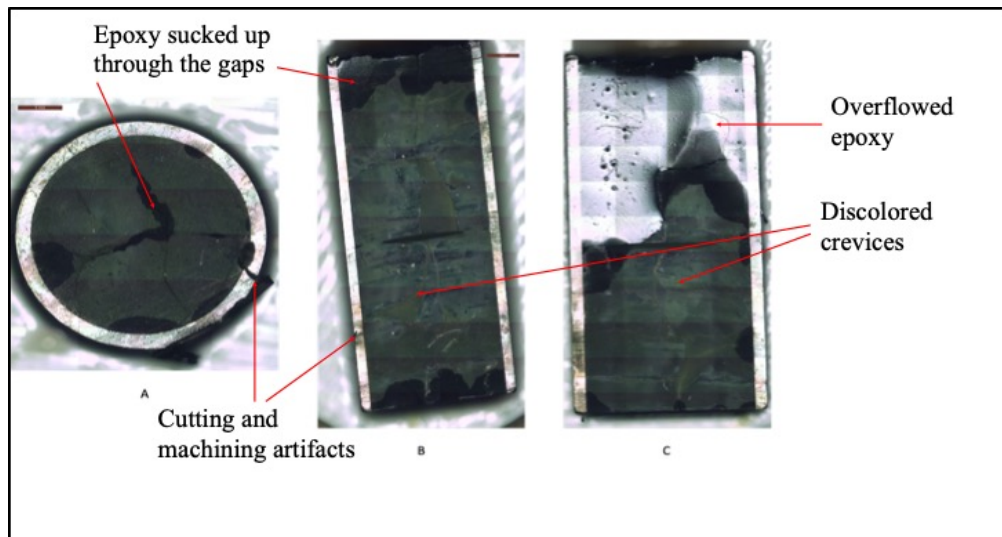 Epoxy sucked up
through the gaps
Overflowed
epoxy
Discolored
crevices
A
Cutting and
machining artifacts
B
C